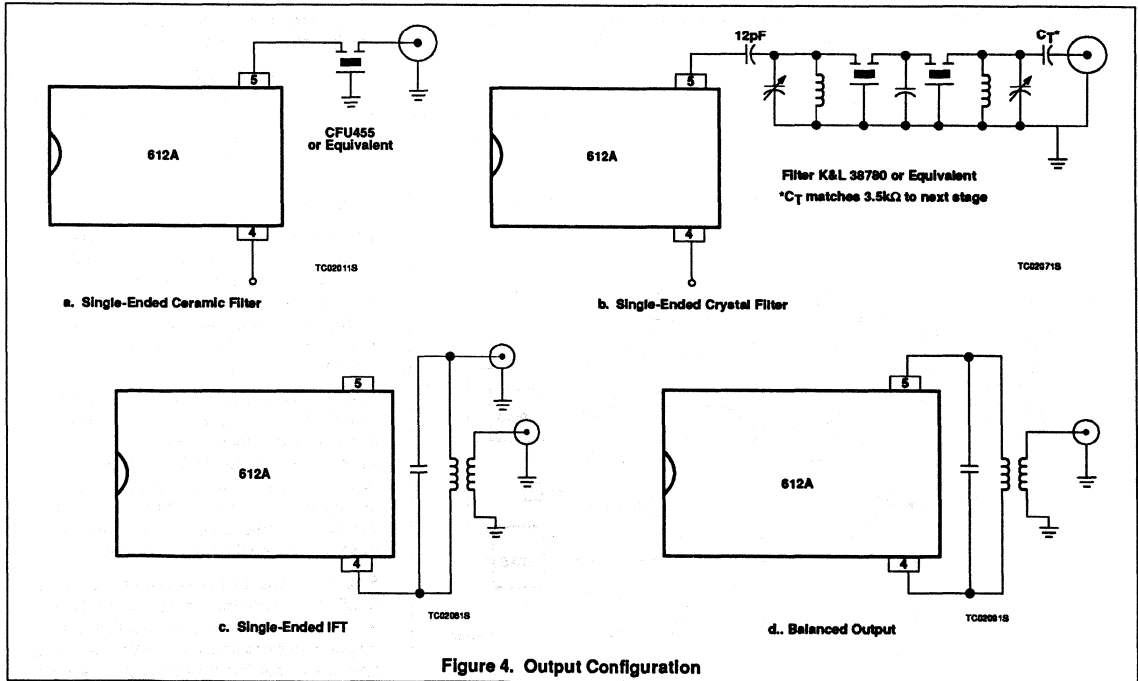 5
612A
4
CFU455
or Equivalent
TC02011S
a. Single-Ended Ceramic Filter
12pF
CT*
5
612A
4
Filter K&L 38780 or Equivalent
*CT matches 3.5kΩ to next stage
TC02071S
b. Single-Ended Crystal Filter
5
612A
4
TC02081S
c. Single-Ended IFT
5
612A
4
TC02091S
d.. Balanced Output
Figure 4. Output Configuration